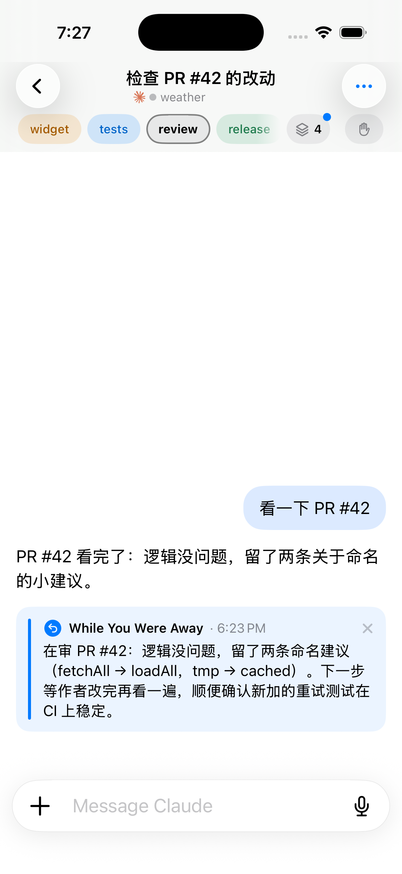 7:27
检查 PR #42 的改动
weather
widget
tests
review
release
4
看一下 PR #42
PR #42 看完了：逻辑没问题，留了两条关于命名
的小建议。
While You Were Away · 6:23 PM
在审 PR #42：逻辑没问题，留了两条命名建议
（fetchAll → loadAll，tmp → cached）。下一步
等作者改完再看一遍，顺便确认新加的重试测试在
CI 上稳定。
Message Claude